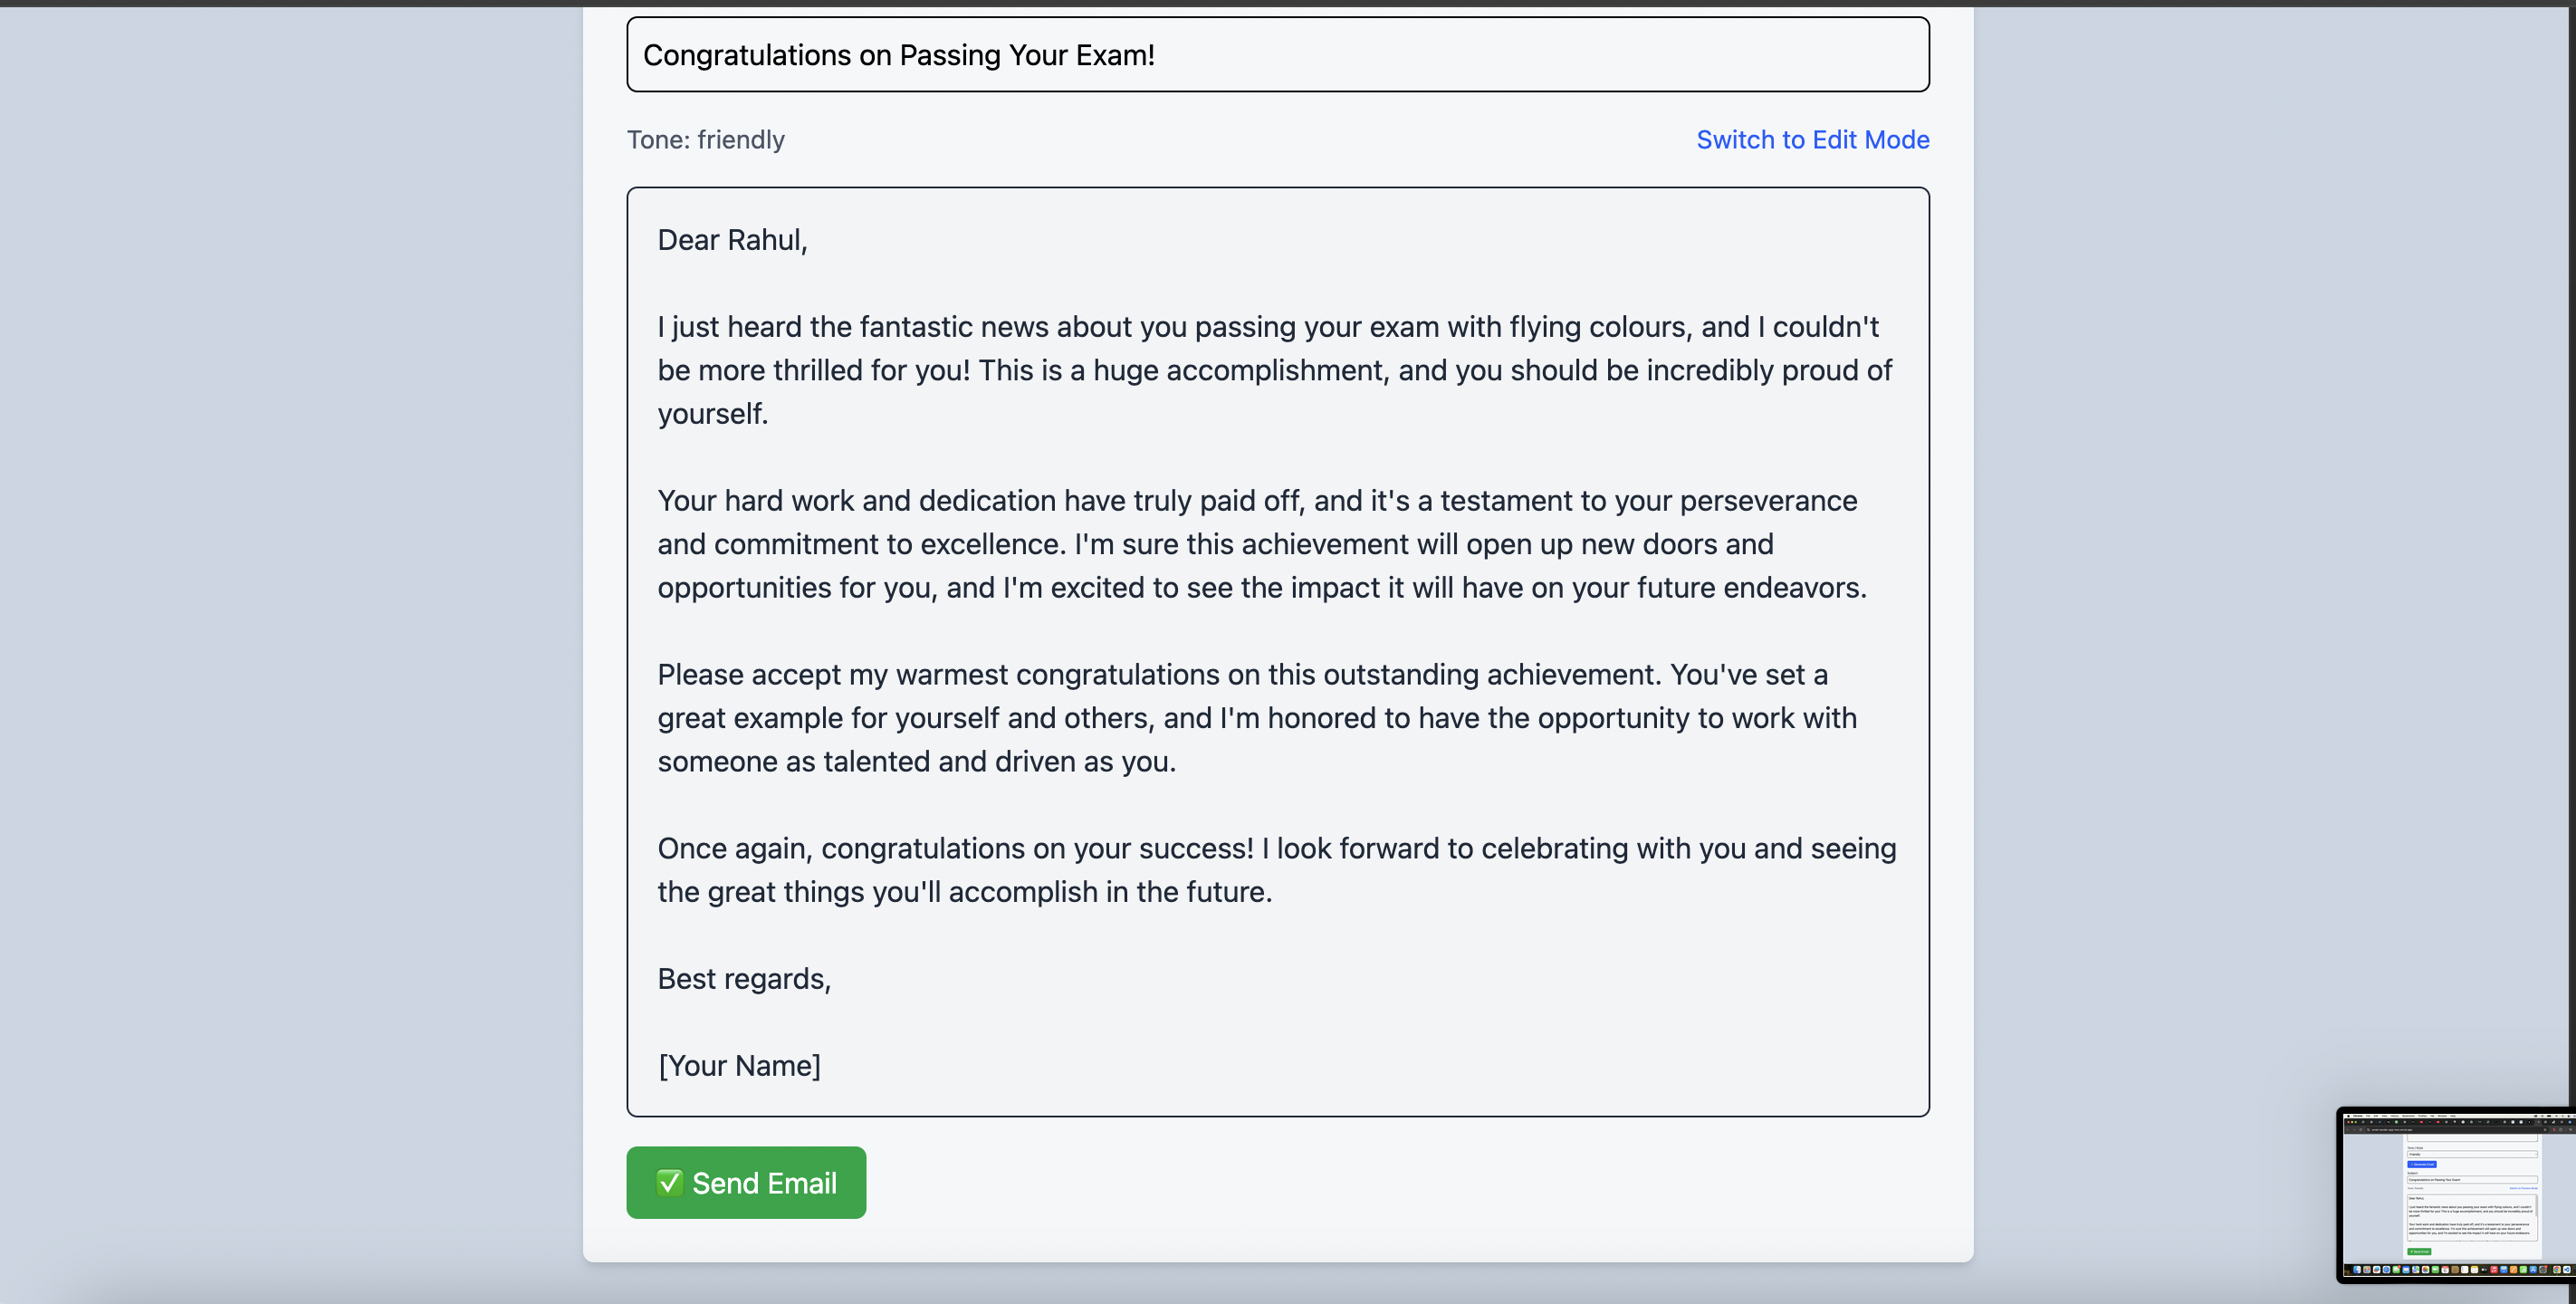 Congratulations on Passing Your Exam!
Tone: friendly
Switch to Edit Mode
Dear Rahul,
I just heard the fantastic news about you passing your exam with flying colours, and I couldn't
be more thrilled for you! This is a huge accomplishment, and you should be incredibly proud of
yourself.
Your hard work and dedication have truly paid off, and it's a testament to your perseverance
and commitment to excellence. I'm sure this achievement will open up new doors and
opportunities for you, and I'm excited to see the impact it will have on your future endeavors.
Please accept my warmest congratulations on this outstanding achievement. You've set a
great example for yourself and others, and I'm honored to have the opportunity to work with
someone as talented and driven as you.
Once again, congratulations on your success! I look forward to celebrating with you and seeing
the great things you'll accomplish in the future.
Best regards,
[Your Name]
✅ Send Email